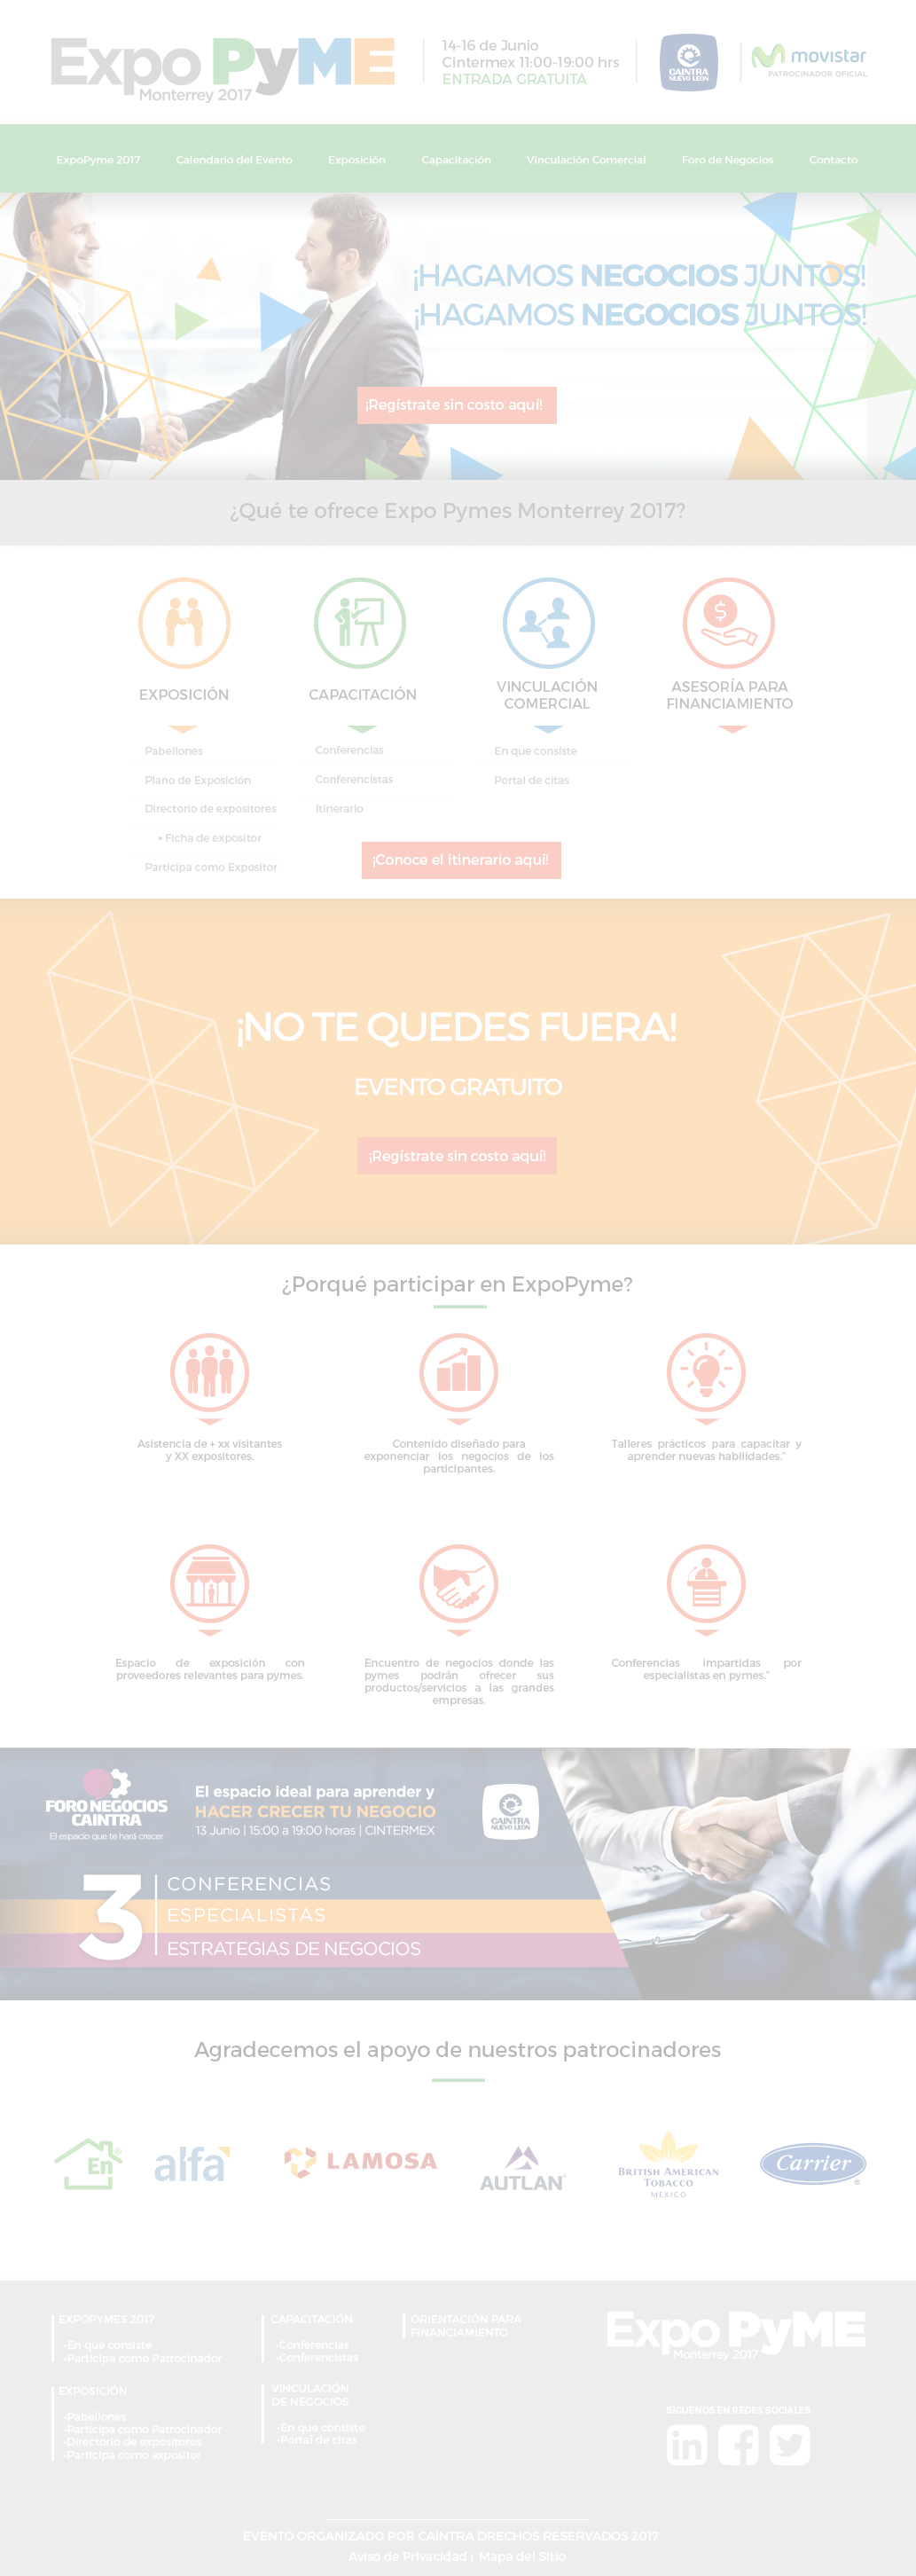 Expo PyME
Monterrey 2017
14-16 de Junio
Cintermex 11:00-19:00 hrs
ENTRADA GRATUITA
CAINTRA
NUEVO LEÓN
movistar
PATROCINADOR OFICIAL
ExpoPyme 2017 Calendario del Evento Exposición Capacitación Vinculación Comercial Foro de Negocios Contacto
¡HAGAMOS NEGOCIOS JUNTOS!
¡HAGAMOS NEGOCIOS JUNTOS!
¡Regístrate sin costo aquí!
¿Qué te ofrece Expo Pymes Monterrey 2017?
EXPOSICIÓN
Pabellones
Plano de Exposición
Directorio de expositores
• Ficha de expositor
Participa como Expositor
CAPACITACIÓN
Conferencias
Conferencistas
itinerario
VINCULACIÓN
COMERCIAL
En que consiste
Portal de citas
ASESORÍA PARA
FINANCIAMIENTO
¡Conoce el itinerario aquí!
¡NO TE QUEDES FUERA!
EVENTO GRATUITO
¡Regístrate sin costo aquí!
¿Porqué participar en ExpoPyme?
Asistencia de + xx visitantes
y XX expositores.
Contenido diseñado para
exponenciar los negocios de los
participantes.
Talleres prácticos para capacitar y
aprender nuevas habilidades."
Espacio de exposición con
proveedores relevantes para pymes.
Encuentro de negocios donde las
pymes podrán ofrecer sus
productos/servicios a las grandes
empresas.
Conferencias impartidas por
especialistas en pymes."
FORO NEGOCIOS
CAINTRA
El espacio que te hará crecer
El espacio ideal para aprender y
HACER CRECER TU NEGOCIO
13 Junio | 15:00 a 19:00 horas | CINTERMEX
CAINTRA
NUEVO LEÓN
3
CONFERENCIAS
ESPECIALISTAS
ESTRATEGIAS DE NEGOCIOS
Agradecemos el apoyo de nuestros patrocinadores
En®
alfa
LAMOSA
AUTLAN
BRITISH AMERICAN
TOBACCO
MEXICO
Carrier
®
EXPOPYMES 2017
•En que consiste
•Participa como Patrocinador
EXPOSICIÓN
•Pabellones
•Participa como Patrocinador
•Directorio de expositores
•Participa como expositor
CAPACITACIÓN
•Conferencias
•Conferencistas
VINCULACIÓN
DE NEGOCIOS
•En que consiste
•Portal de citas
ORIENTACIÓN PARA
FINANCIAMIENTO
Expo PyME
Monterrey 2017
SIGUENOS EN REDES SOCIALES
in
EVENTO ORGANIZADO POR CAINTRA DRECHOS RESERVADOS 2017
Aviso de Privacidad | Mapa del Sitio